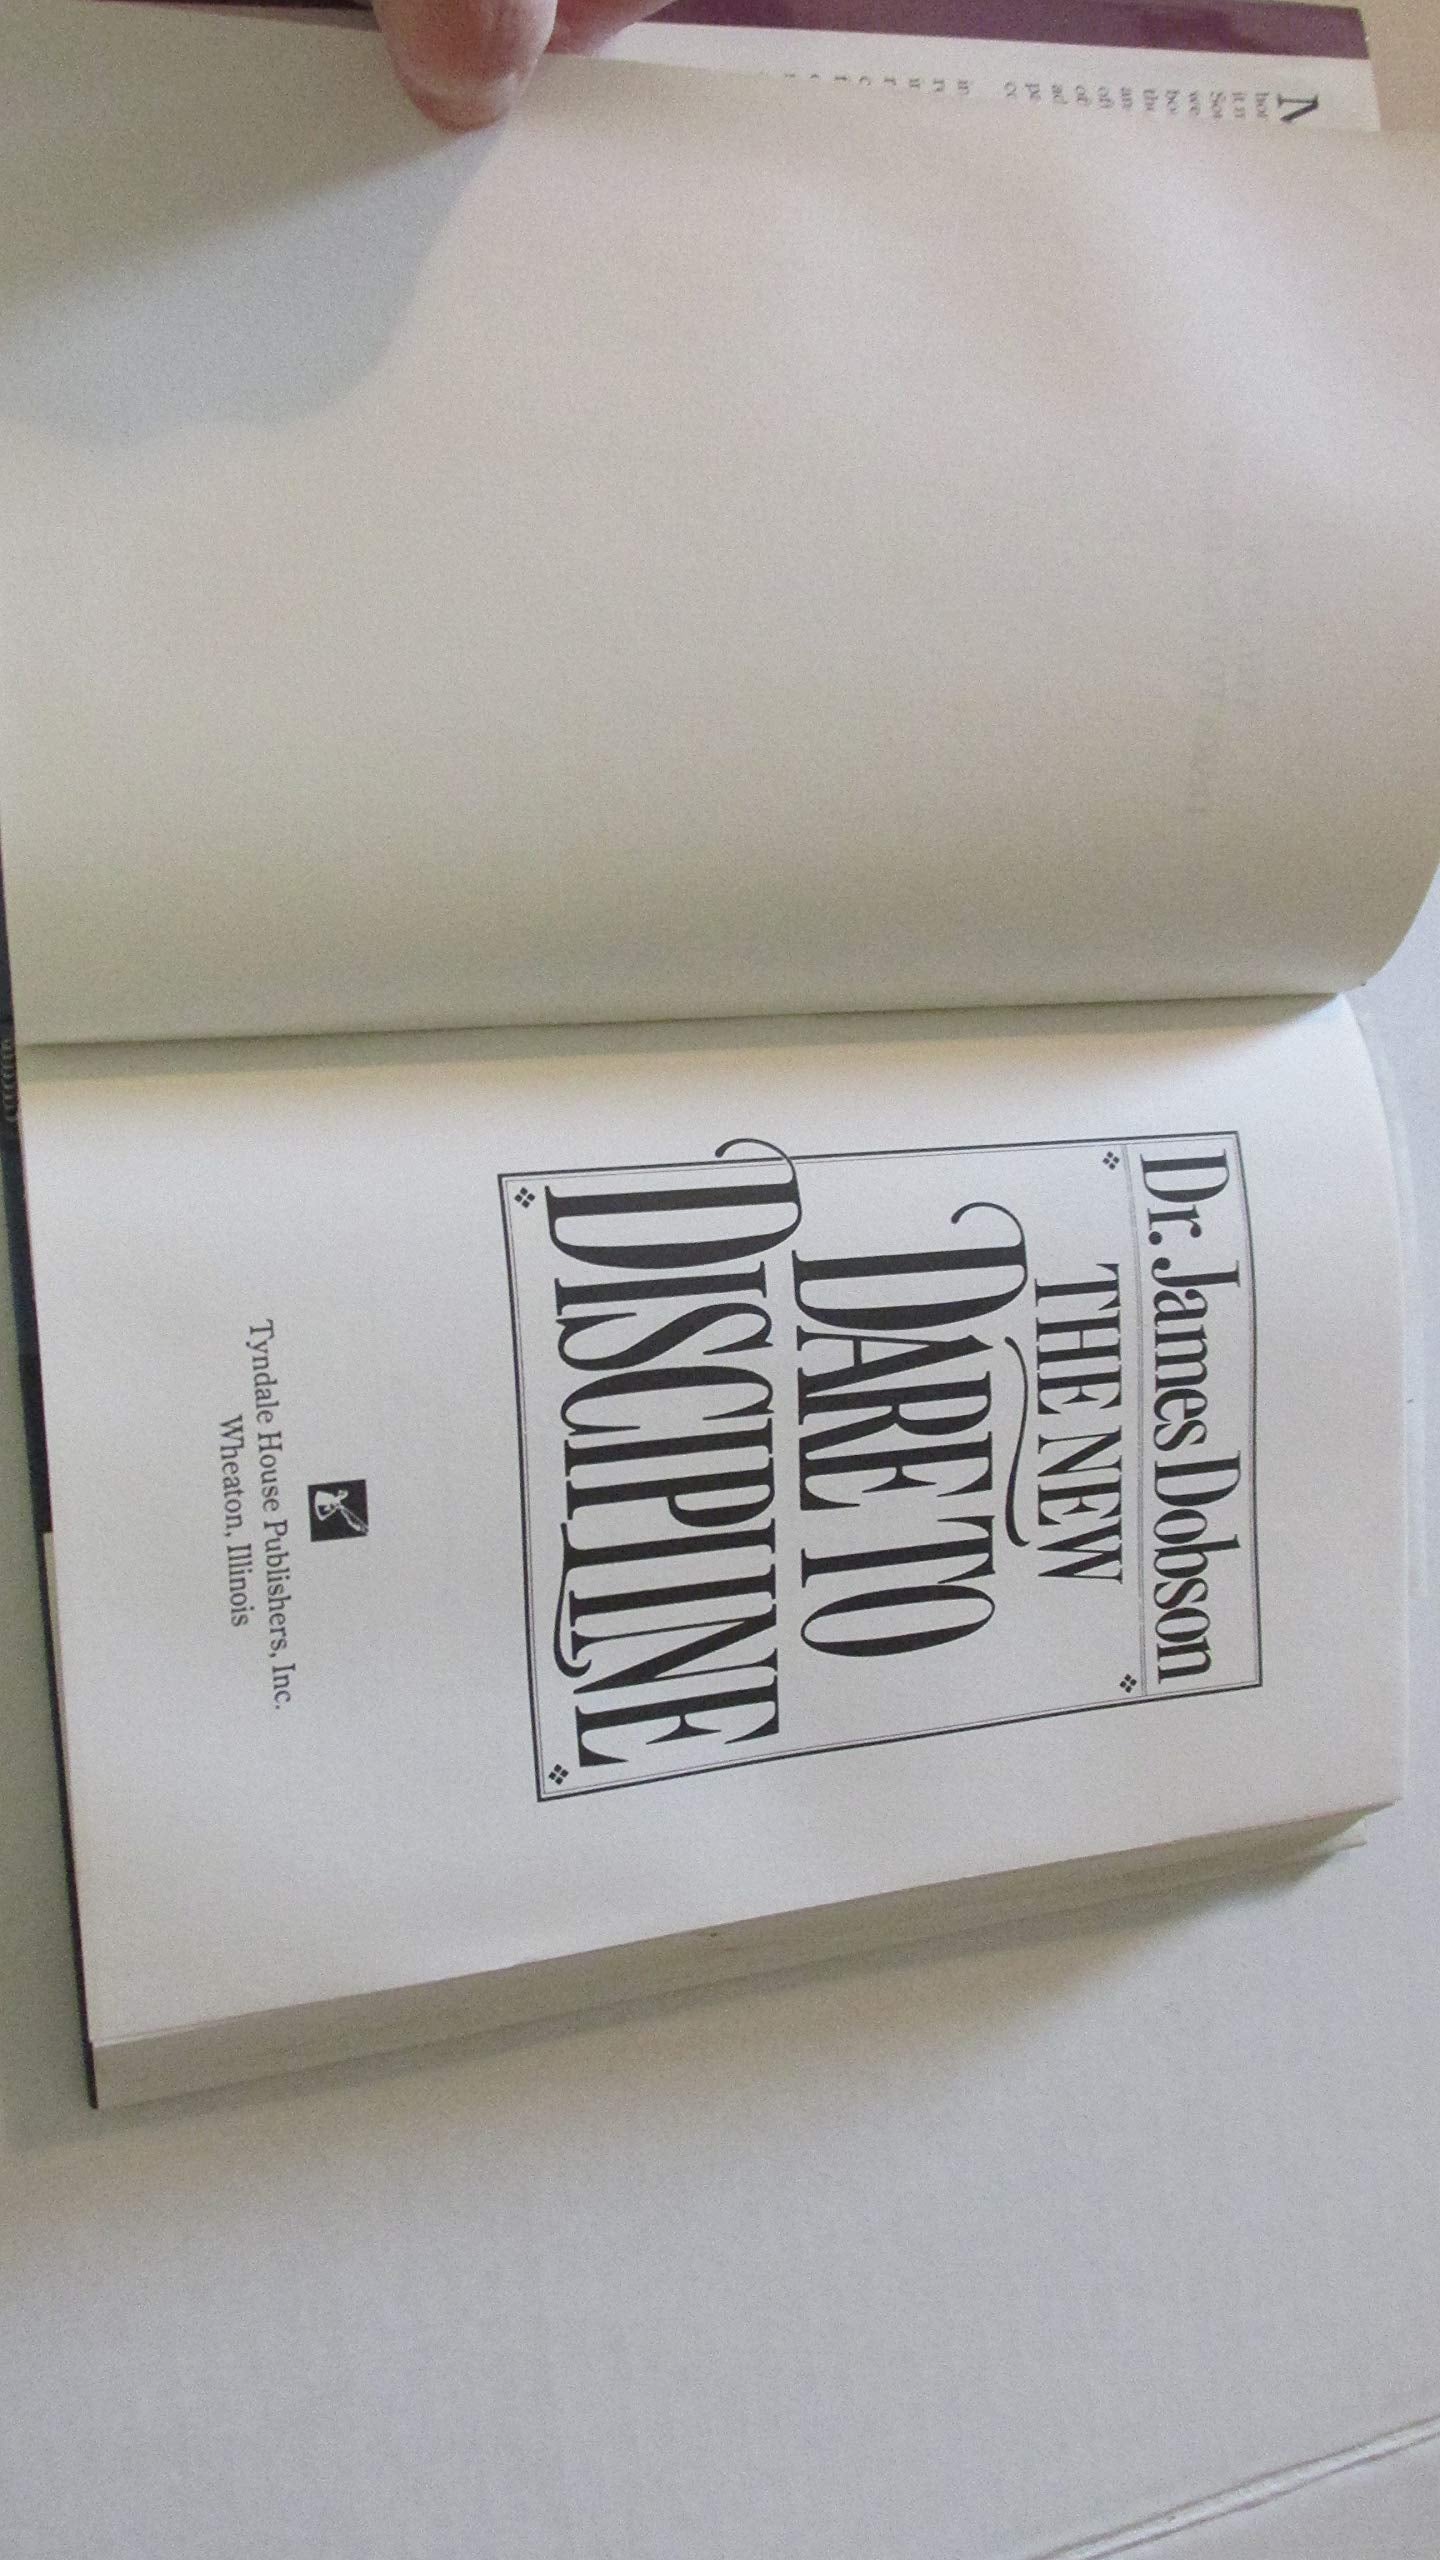 Dr. James Dobson
THE NEW
DARE TO
DISCIPLINE
Tyndale House Publishers, Inc.
Wheaton, Illinois